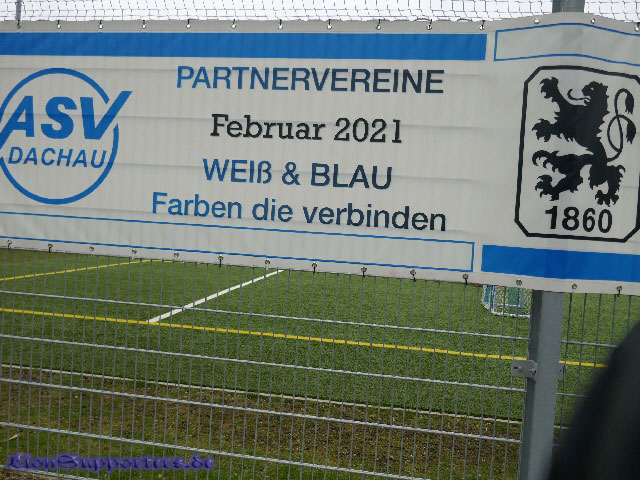 PARTNERVEREINE
ASV
DACHAU
Februar 2021
WEIß & BLAU
Farben die verbinden
1860
LionSupporters.de